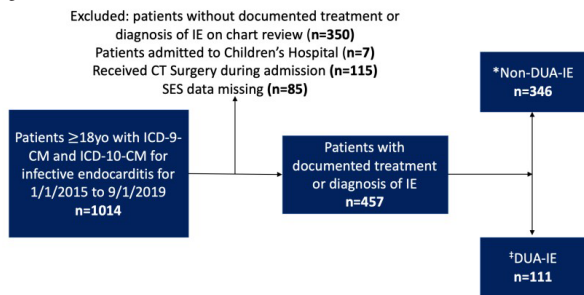 Excluded: patients without documented treatment or
diagnosis of IE on chart review (n=350)
Patients admitted to Children's Hospital (n=7)
Received CT Surgery during admission (n=115)
SES data missing (n=85)
Patients ≥18yo with ICD-9-
CM and ICD-10-CM for
infective endocarditis for
1/1/2015 to 9/1/2019
n=1014
Patients with
documented treatment
or diagnosis of IE
n=457
*Non-DUA-IE
n=346
‡DUA-IE
n=111